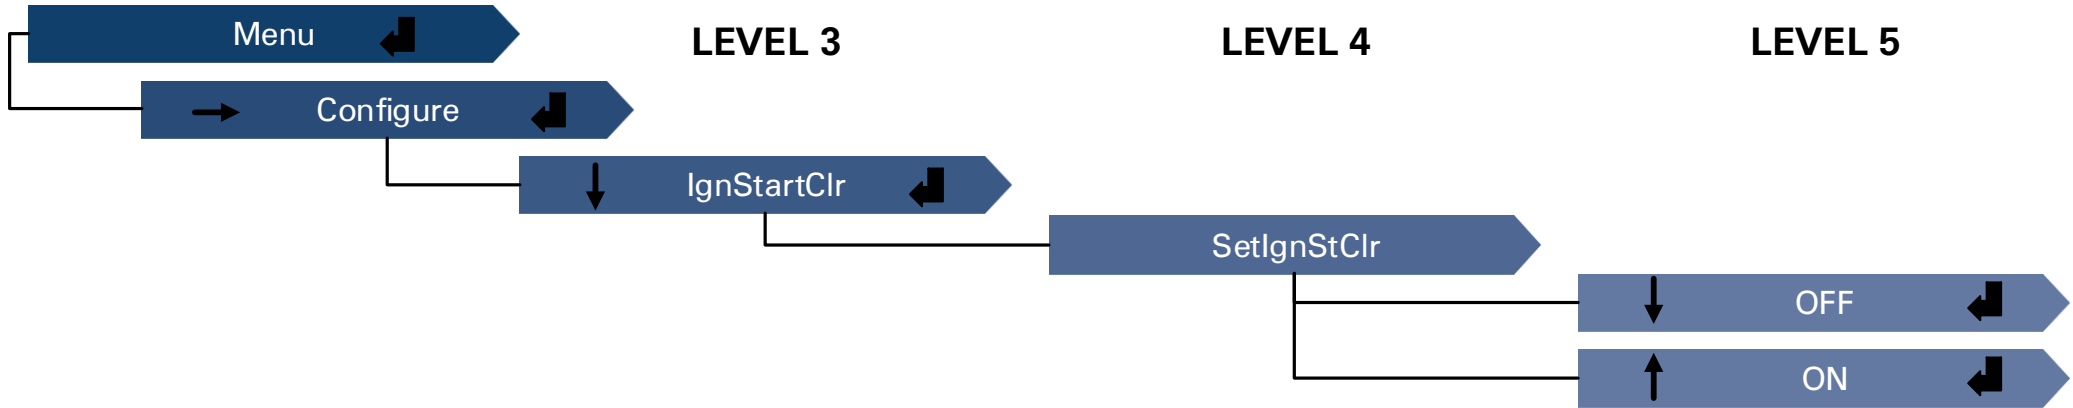 Menu
LEVEL 3
LEVEL 4
LEVEL 5
Configure
IgnStartClr
SetIgnStClr
OFF
ON